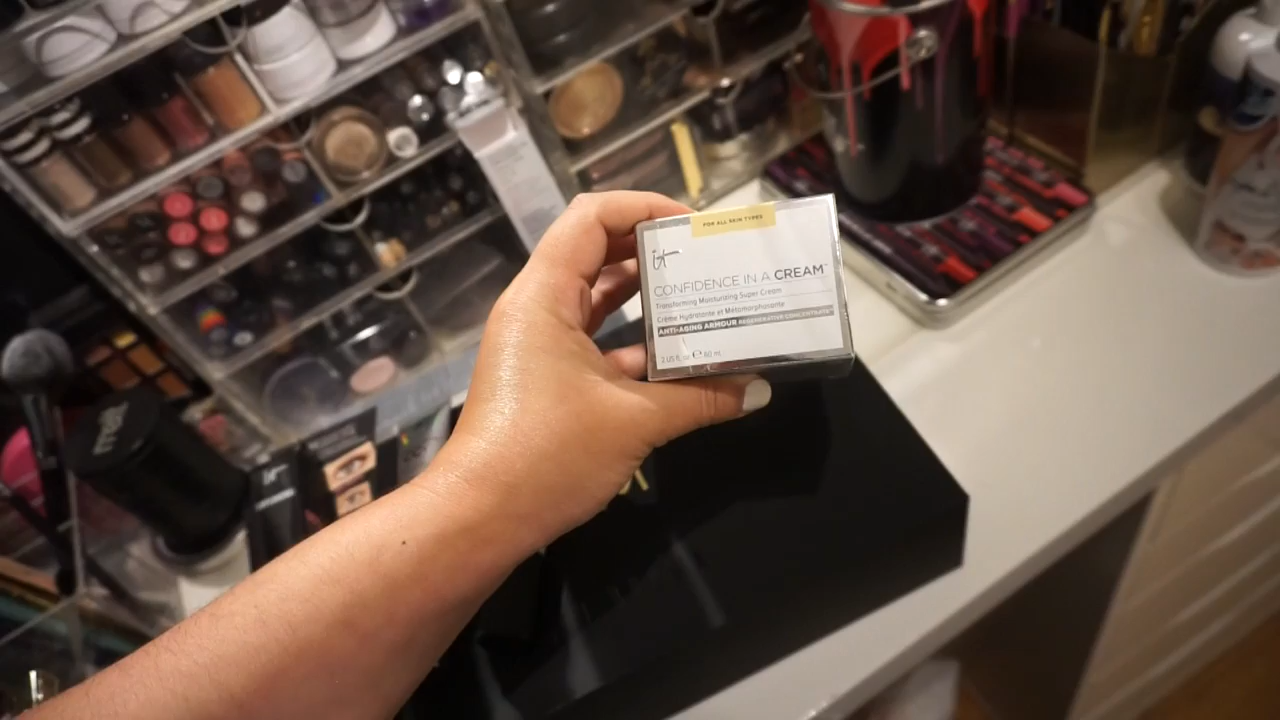 FOR ALL SKIN TYPES
it
CONFIDENCE IN A CREAM™
Transforming Moisturizing Super Cream
Crème Hydratante et Métamorphosante
ANTI-AGING ARMOUR REGENERATIVE CONCENTRATE™
2 US fl. oz. ℮ 60 mL